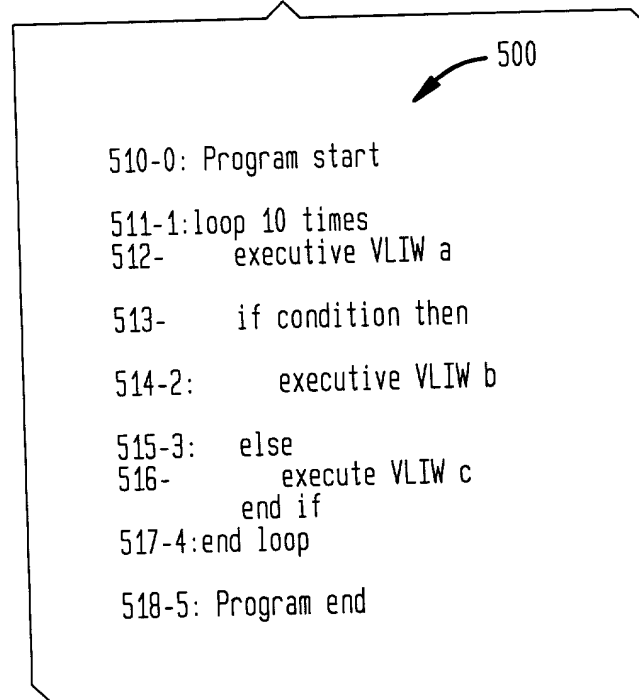 500
510-0: Program start
511-1:loop 10 times
512- executive VLIW a
513- if condition then
514-2: executive VLIW b
515-3: else
516- execute VLIW c
end if
517-4:end loop
518-5: Program end